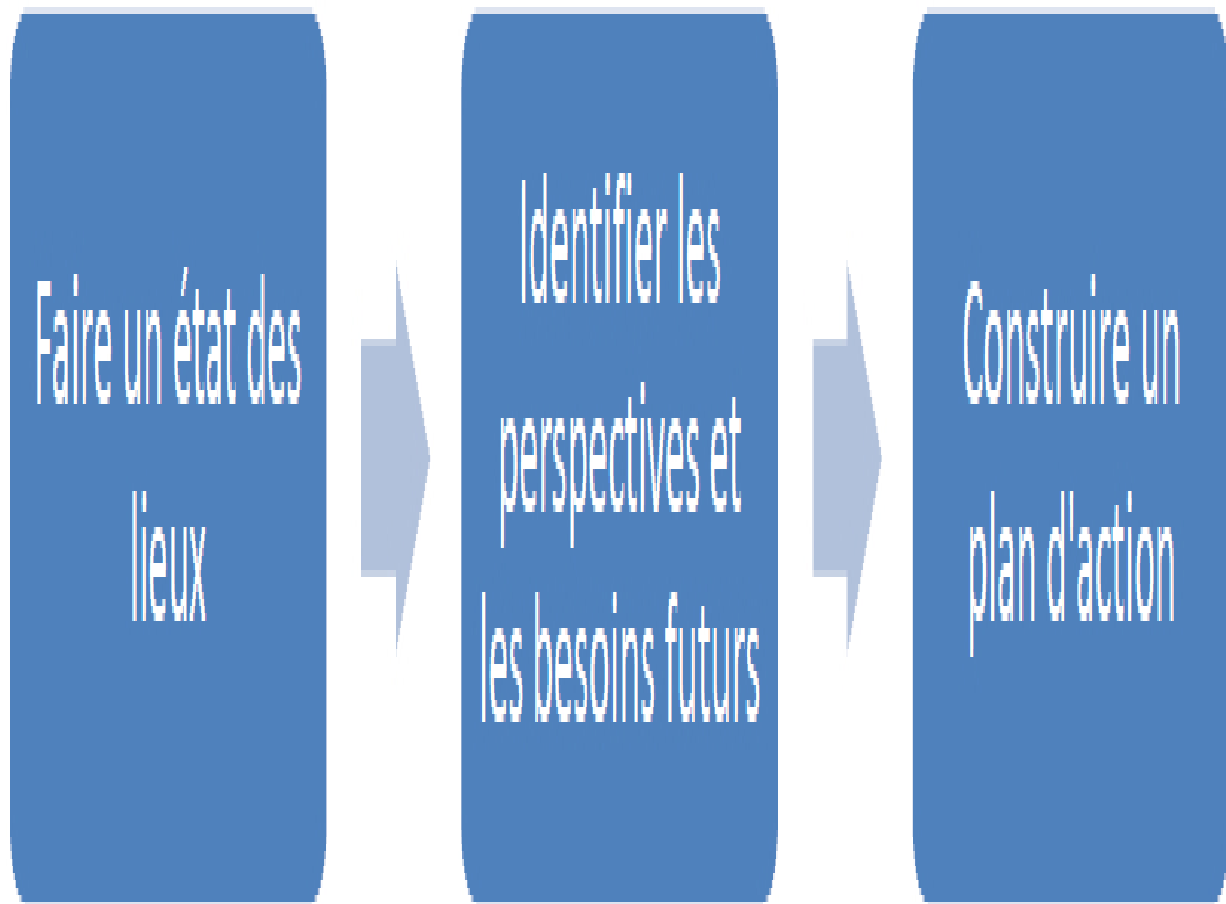 Faire un état des
lieux
Identifier les
perspectives et
les besoins futurs
Construire un
plan d'action